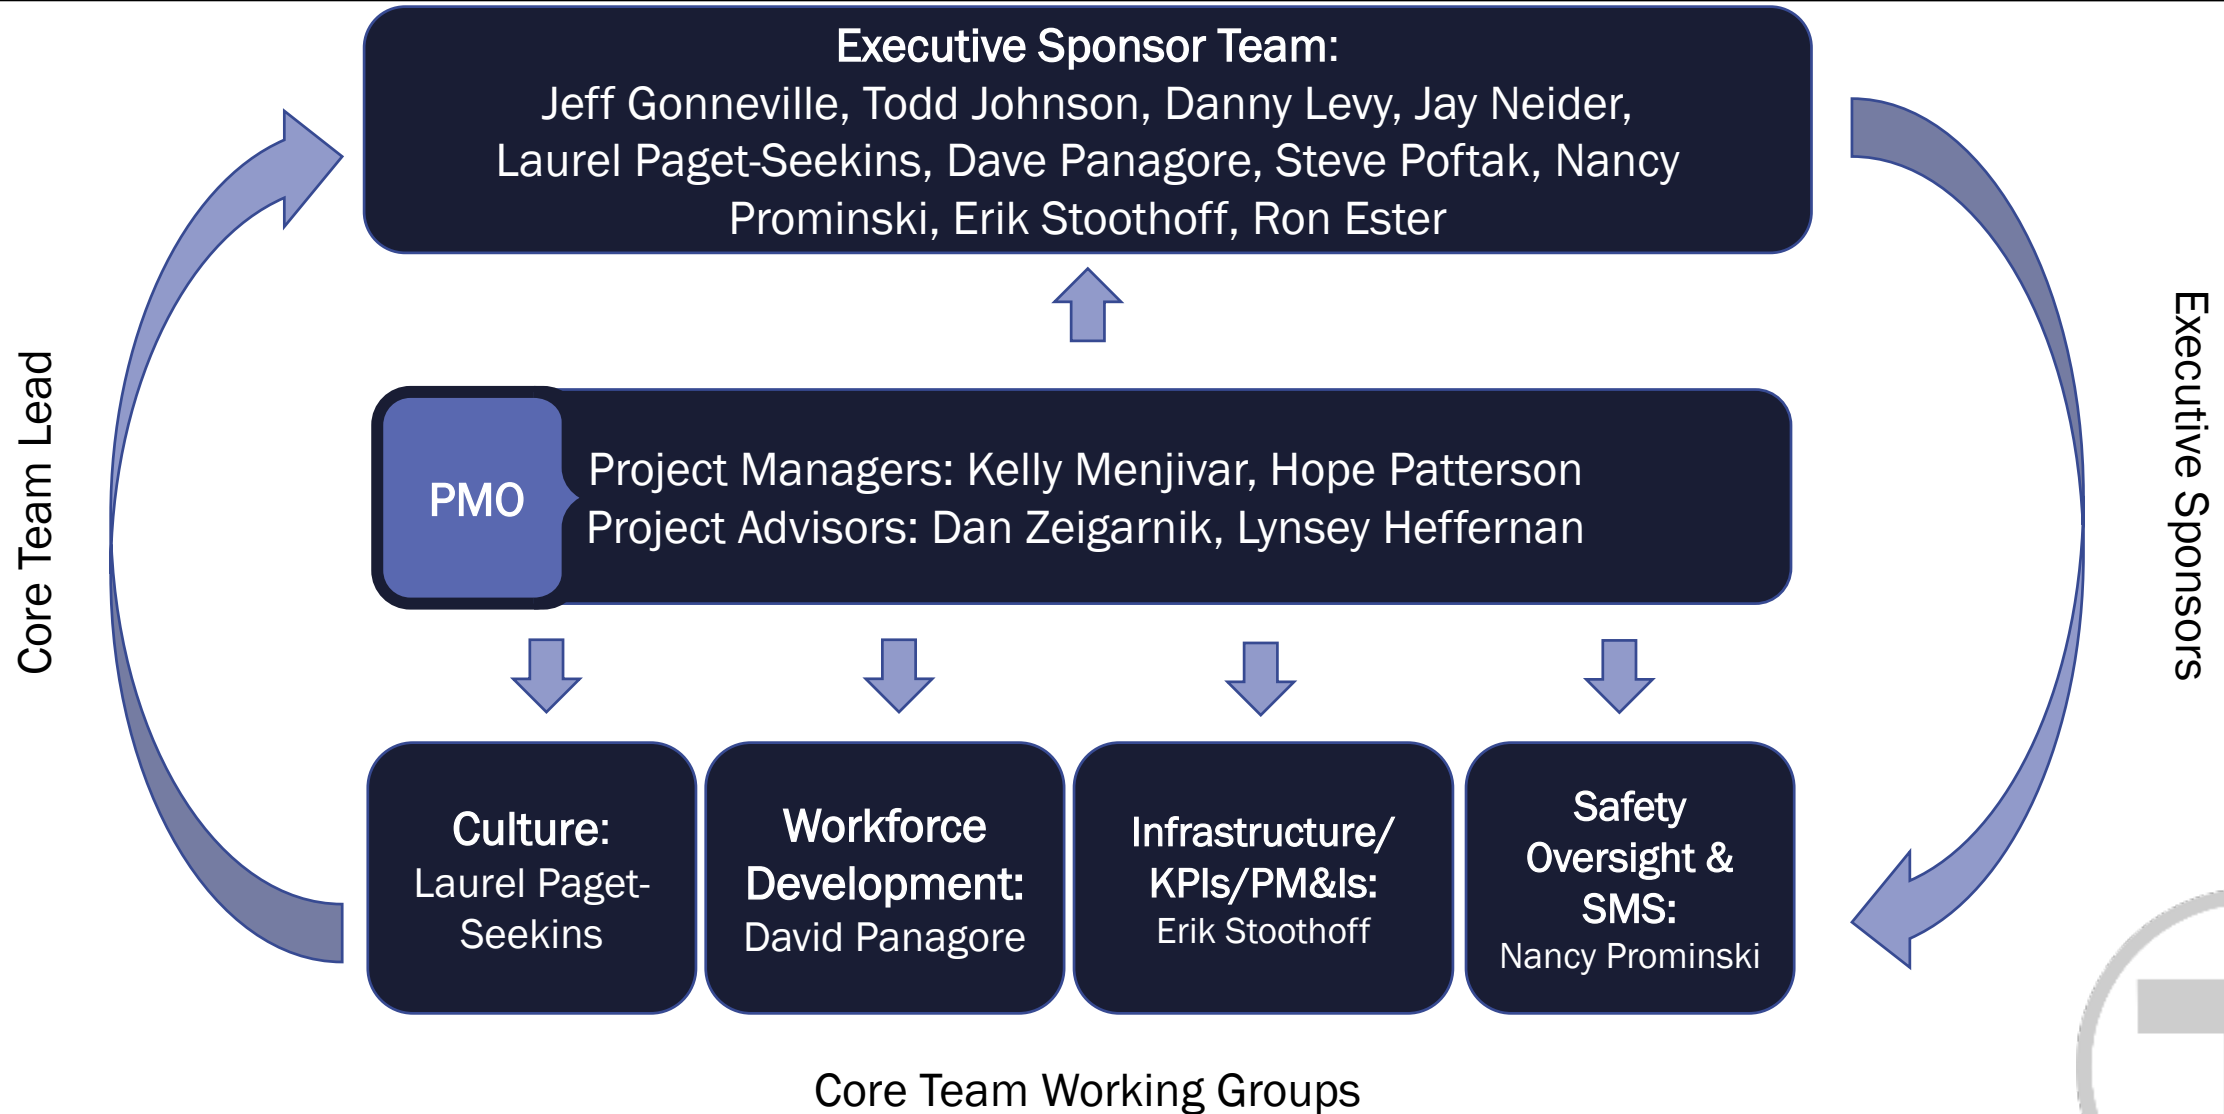 Executive Sponsor Team:
Jeff Gonneville, Todd Johnson, Danny Levy, Jay Neider,
Laurel Paget-Seekins, Dave Panagore, Steve Poftak, Nancy
Prominski, Erik Stoothoff, Ron Ester
Core Team Lead
Executive Sponsors
PMO
Project Managers: Kelly Menjivar, Hope Patterson
Project Advisors: Dan Zeigarnik, Lynsey Heffernan
Culture:
Laurel Paget-
Seekins
Workforce
Development:
David Panagore
Infrastructure/
KPIs/PM&Is:
Erik Stoothoff
Safety
Oversight &
SMS:
Nancy Prominski
Core Team Working Groups